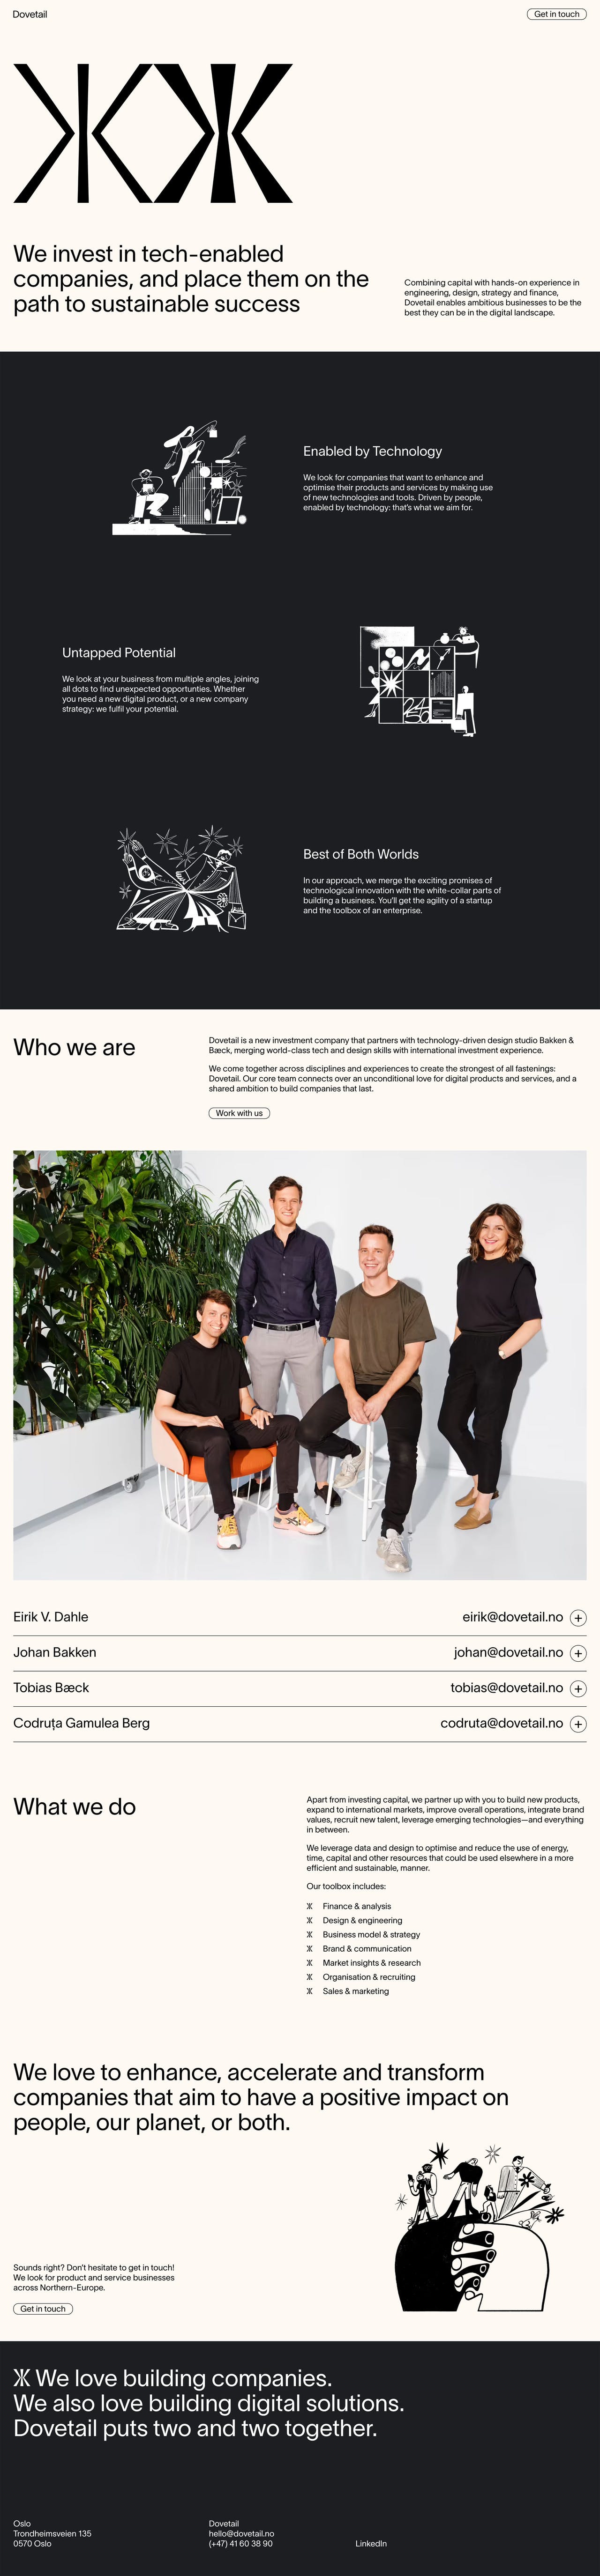 Dovetail
Get in touch
We invest in tech-enabled
companies, and place them on the
path to sustainable success
Combining capital with hands-on experience in
engineering, design, strategy and finance,
Dovetail enables ambitious businesses to be the
best they can be in the digital landscape.
Enabled by Technology
We look for companies that want to enhance and
optimise their products and services by making use
of new technologies and tools. Driven by people,
enabled by technology: that's what we aim for.
Untapped Potential
We look at your business from multiple angles, joining
all dots to find unexpected opportunties. Whether
you need a new digital product, or a new company
strategy: we fulfil your potential.
Best of Both Worlds
In our approach, we merge the exciting promises of
technological innovation with the white-collar parts of
building a business. You'll get the agility of a startup
and the toolbox of an enterprise.
Who we are
Dovetail is a new investment company that partners with technology-driven design studio Bakken &
Bæck, merging world-class tech and design skills with international investment experience.
We come together across disciplines and experiences to create the strongest of all fastenings:
Dovetail. Our core team connects over an unconditional love for digital products and services, and a
shared ambition to build companies that last.
Work with us
Eirik V. Dahle eirik@dovetail.no +
Johan Bakken johan@dovetail.no +
Tobias Bæck tobias@dovetail.no +
Codruța Gamulea Berg codruta@dovetail.no +
What we do
Apart from investing capital, we partner up with you to build new products,
expand to international markets, improve overall operations, integrate brand
values, recruit new talent, leverage emerging technologies—and everything
in between.
We leverage data and design to optimise and reduce the use of energy,
time, capital and other resources that could be used elsewhere in a more
efficient and sustainable, manner.
Our toolbox includes:
Finance & analysis
Design & engineering
Business model & strategy
Brand & communication
Market insights & research
Organisation & recruiting
Sales & marketing
We love to enhance, accelerate and transform
companies that aim to have a positive impact on
people, our planet, or both.
Sounds right? Don't hesitate to get in touch!
We look for product and service businesses
across Northern-Europe.
Get in touch
We love building companies.
We also love building digital solutions.
Dovetail puts two and two together.
Oslo
Trondheimsveien 135
0570 Oslo
Dovetail
hello@dovetail.no
(+47) 41 60 38 90
LinkedIn